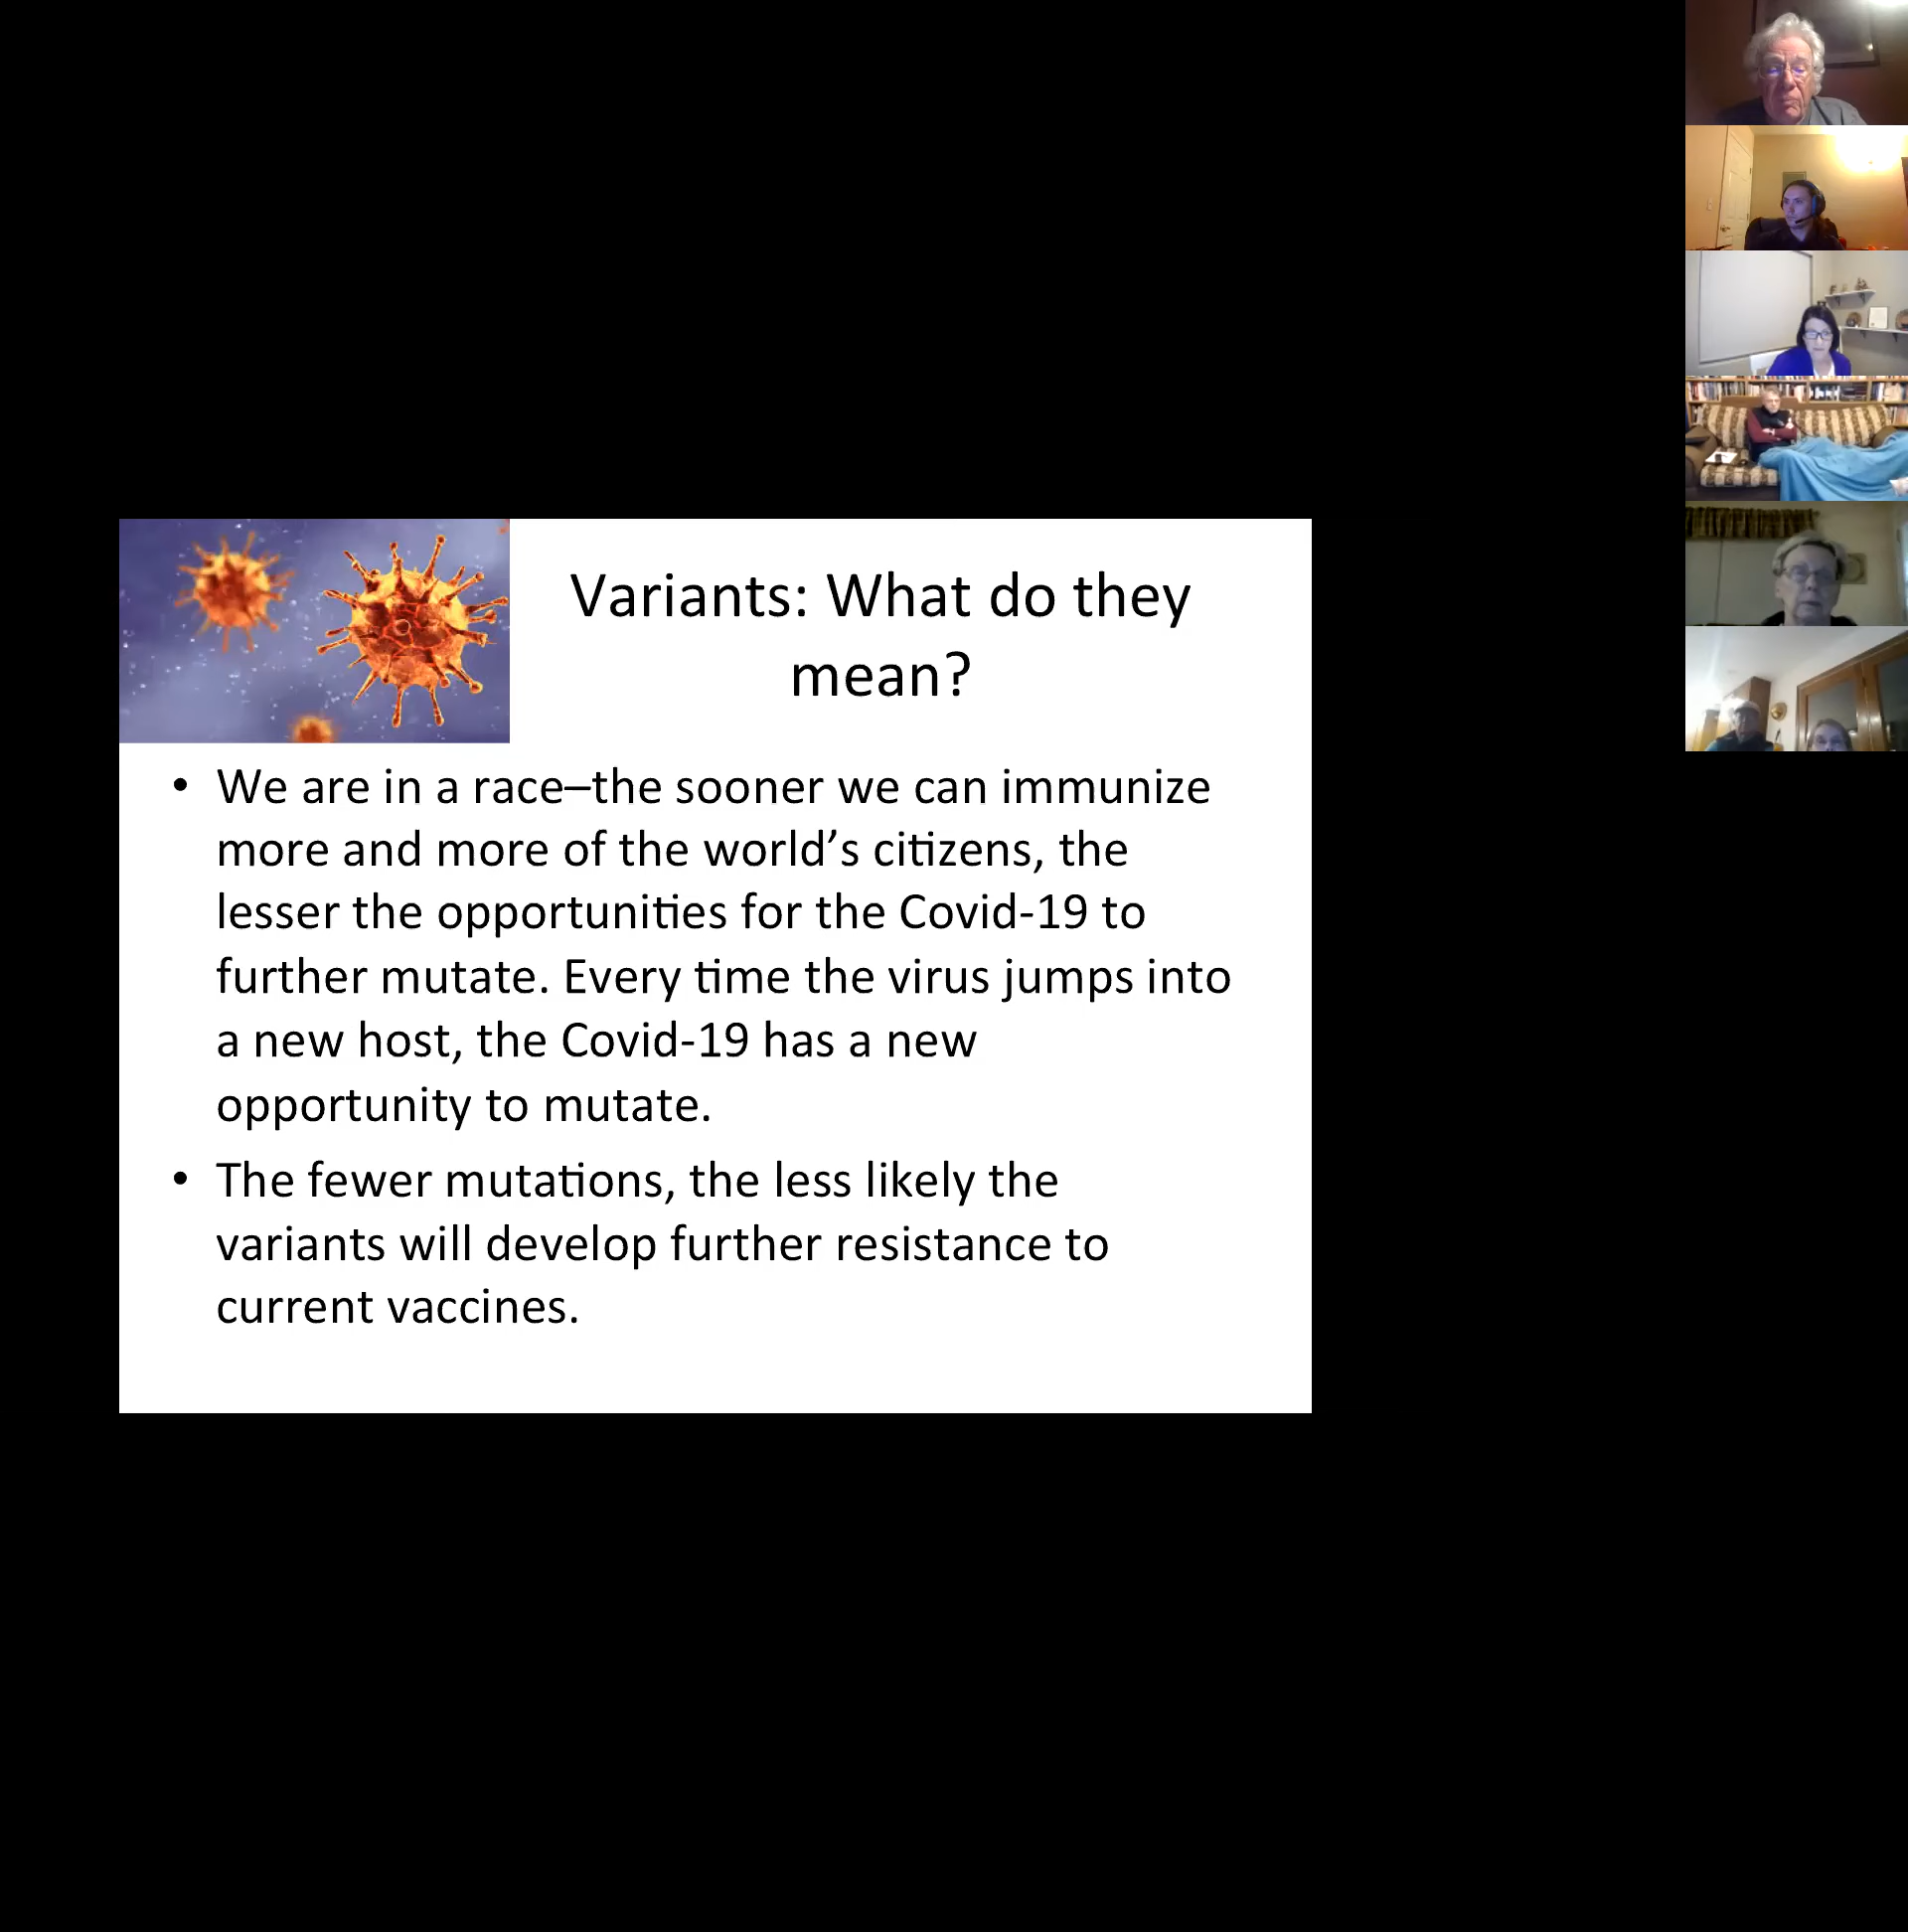 Variants: What do they
mean?
• We are in a race–the sooner we can immunize
more and more of the world’s citizens, the
lesser the opportunities for the Covid-19 to
further mutate. Every time the virus jumps into
a new host, the Covid-19 has a new
opportunity to mutate.
• The fewer mutations, the less likely the
variants will develop further resistance to
current vaccines.